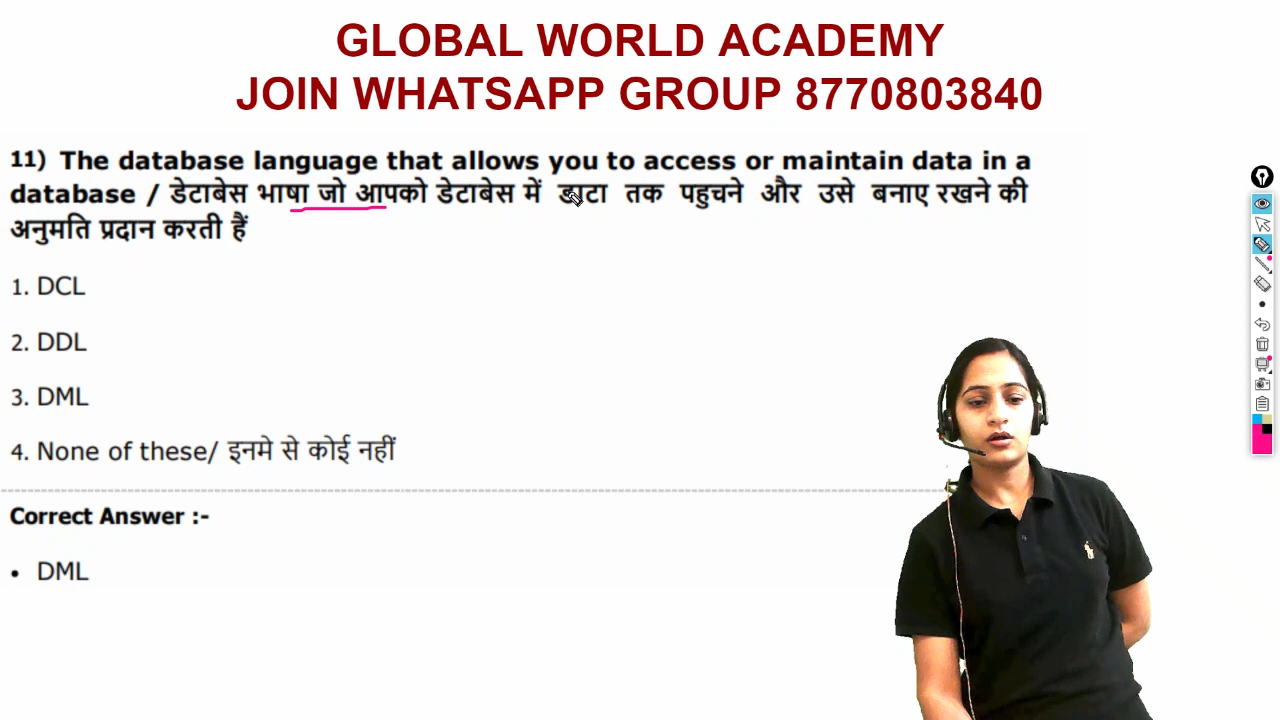 GLOBAL WORLD ACADEMY
JOIN WHATSAPP GROUP 8770803840
11) The database language that allows you to access or maintain data in a
database / डेटाबेस भाषा जो आपको डेटाबेस में डाटा तक पहुचने और उसे बनाए रखने की
अनुमति प्रदान करती हैं
1. DCL
2. DDL
3. DML
4. None of these/ इनमे से कोई नहीं
Correct Answer :-
• DML